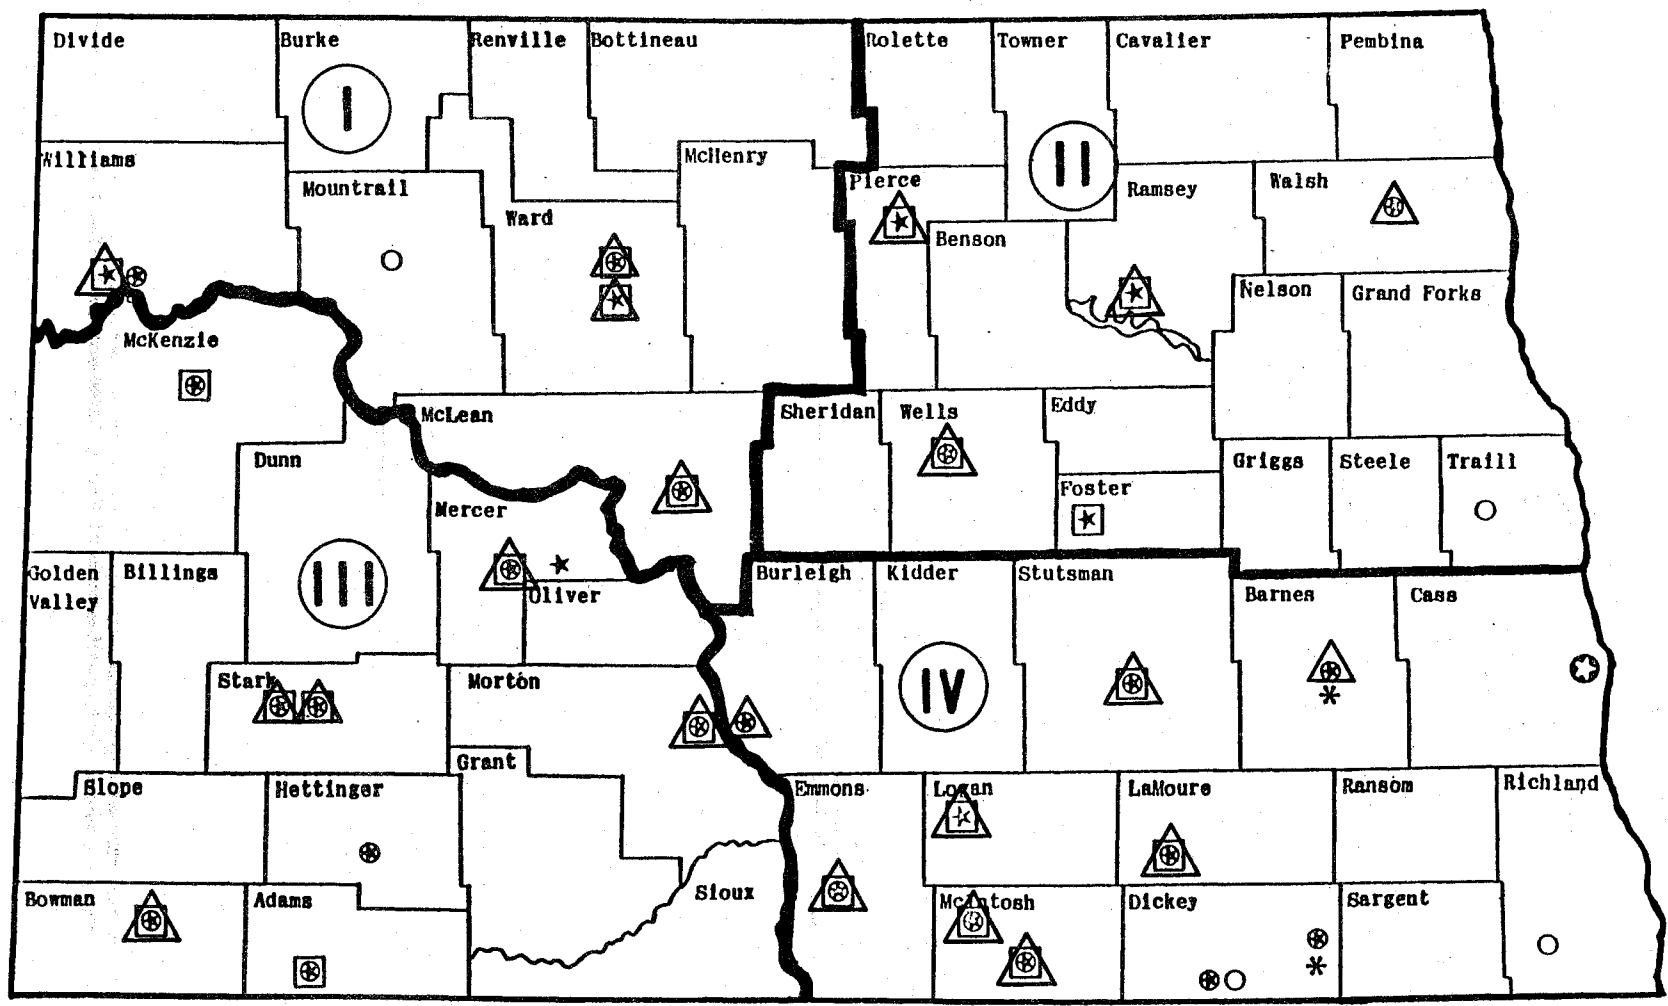 Divide Burke Renville Bottineau Rolette Towner Cavalier Pembina
I
II
Williams Mountrail McHenry Pierce Ramsey Walsh
Ward Benson
Nelson Grand Forks
McKenzie
McLean Sheridan Wells Eddy
Dunn Griggs Steele Traill
Mercer Foster
Golden Valley Billings III Oliver Burleigh Kidder Stutsman Barnes Cass
IV
Stark Morton
Grant
Slope Hettinger Emmons Logan LaMoure Ransom Richland
Bowman Adams Sioux McIntosh Dickey Sargent